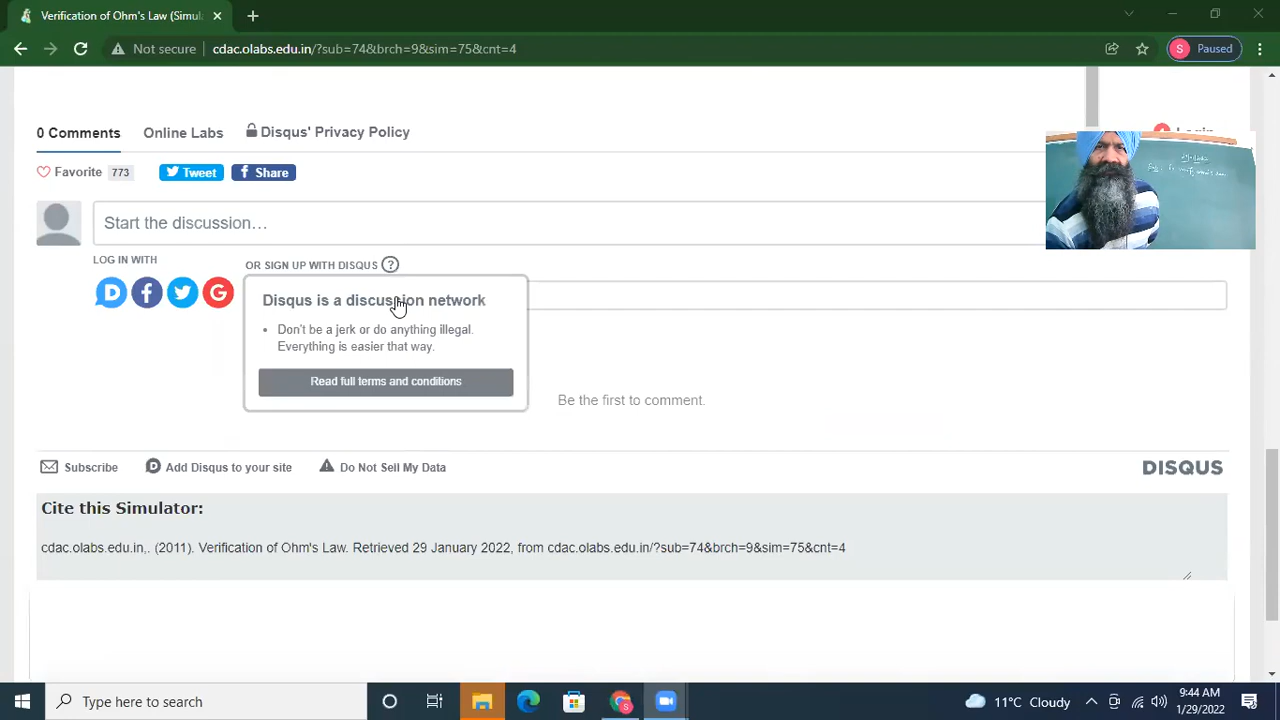 Verification of Ohm's Law (Simula
Not secure
cdac.olabs.edu.in/?sub=74&brch=9&sim=75&cnt=4
S Paused
0 Comments
Online Labs
Disqus' Privacy Policy
Login
Favorite 773
Tweet
Share
Start the discussion…
LOG IN WITH
OR SIGN UP WITH DISQUS ?
Disqus is a discussion network
• Don't be a jerk or do anything illegal.
Everything is easier that way.
Read full terms and conditions
Be the first to comment.
Subscribe
Add Disqus to your site
Do Not Sell My Data
DISQUS
Cite this Simulator:
cdac.olabs.edu.in,. (2011). Verification of Ohm's Law. Retrieved 29 January 2022, from cdac.olabs.edu.in/?sub=74&brch=9&sim=75&cnt=4
Type here to search
11°C Cloudy
9:44 AM
1/29/2022